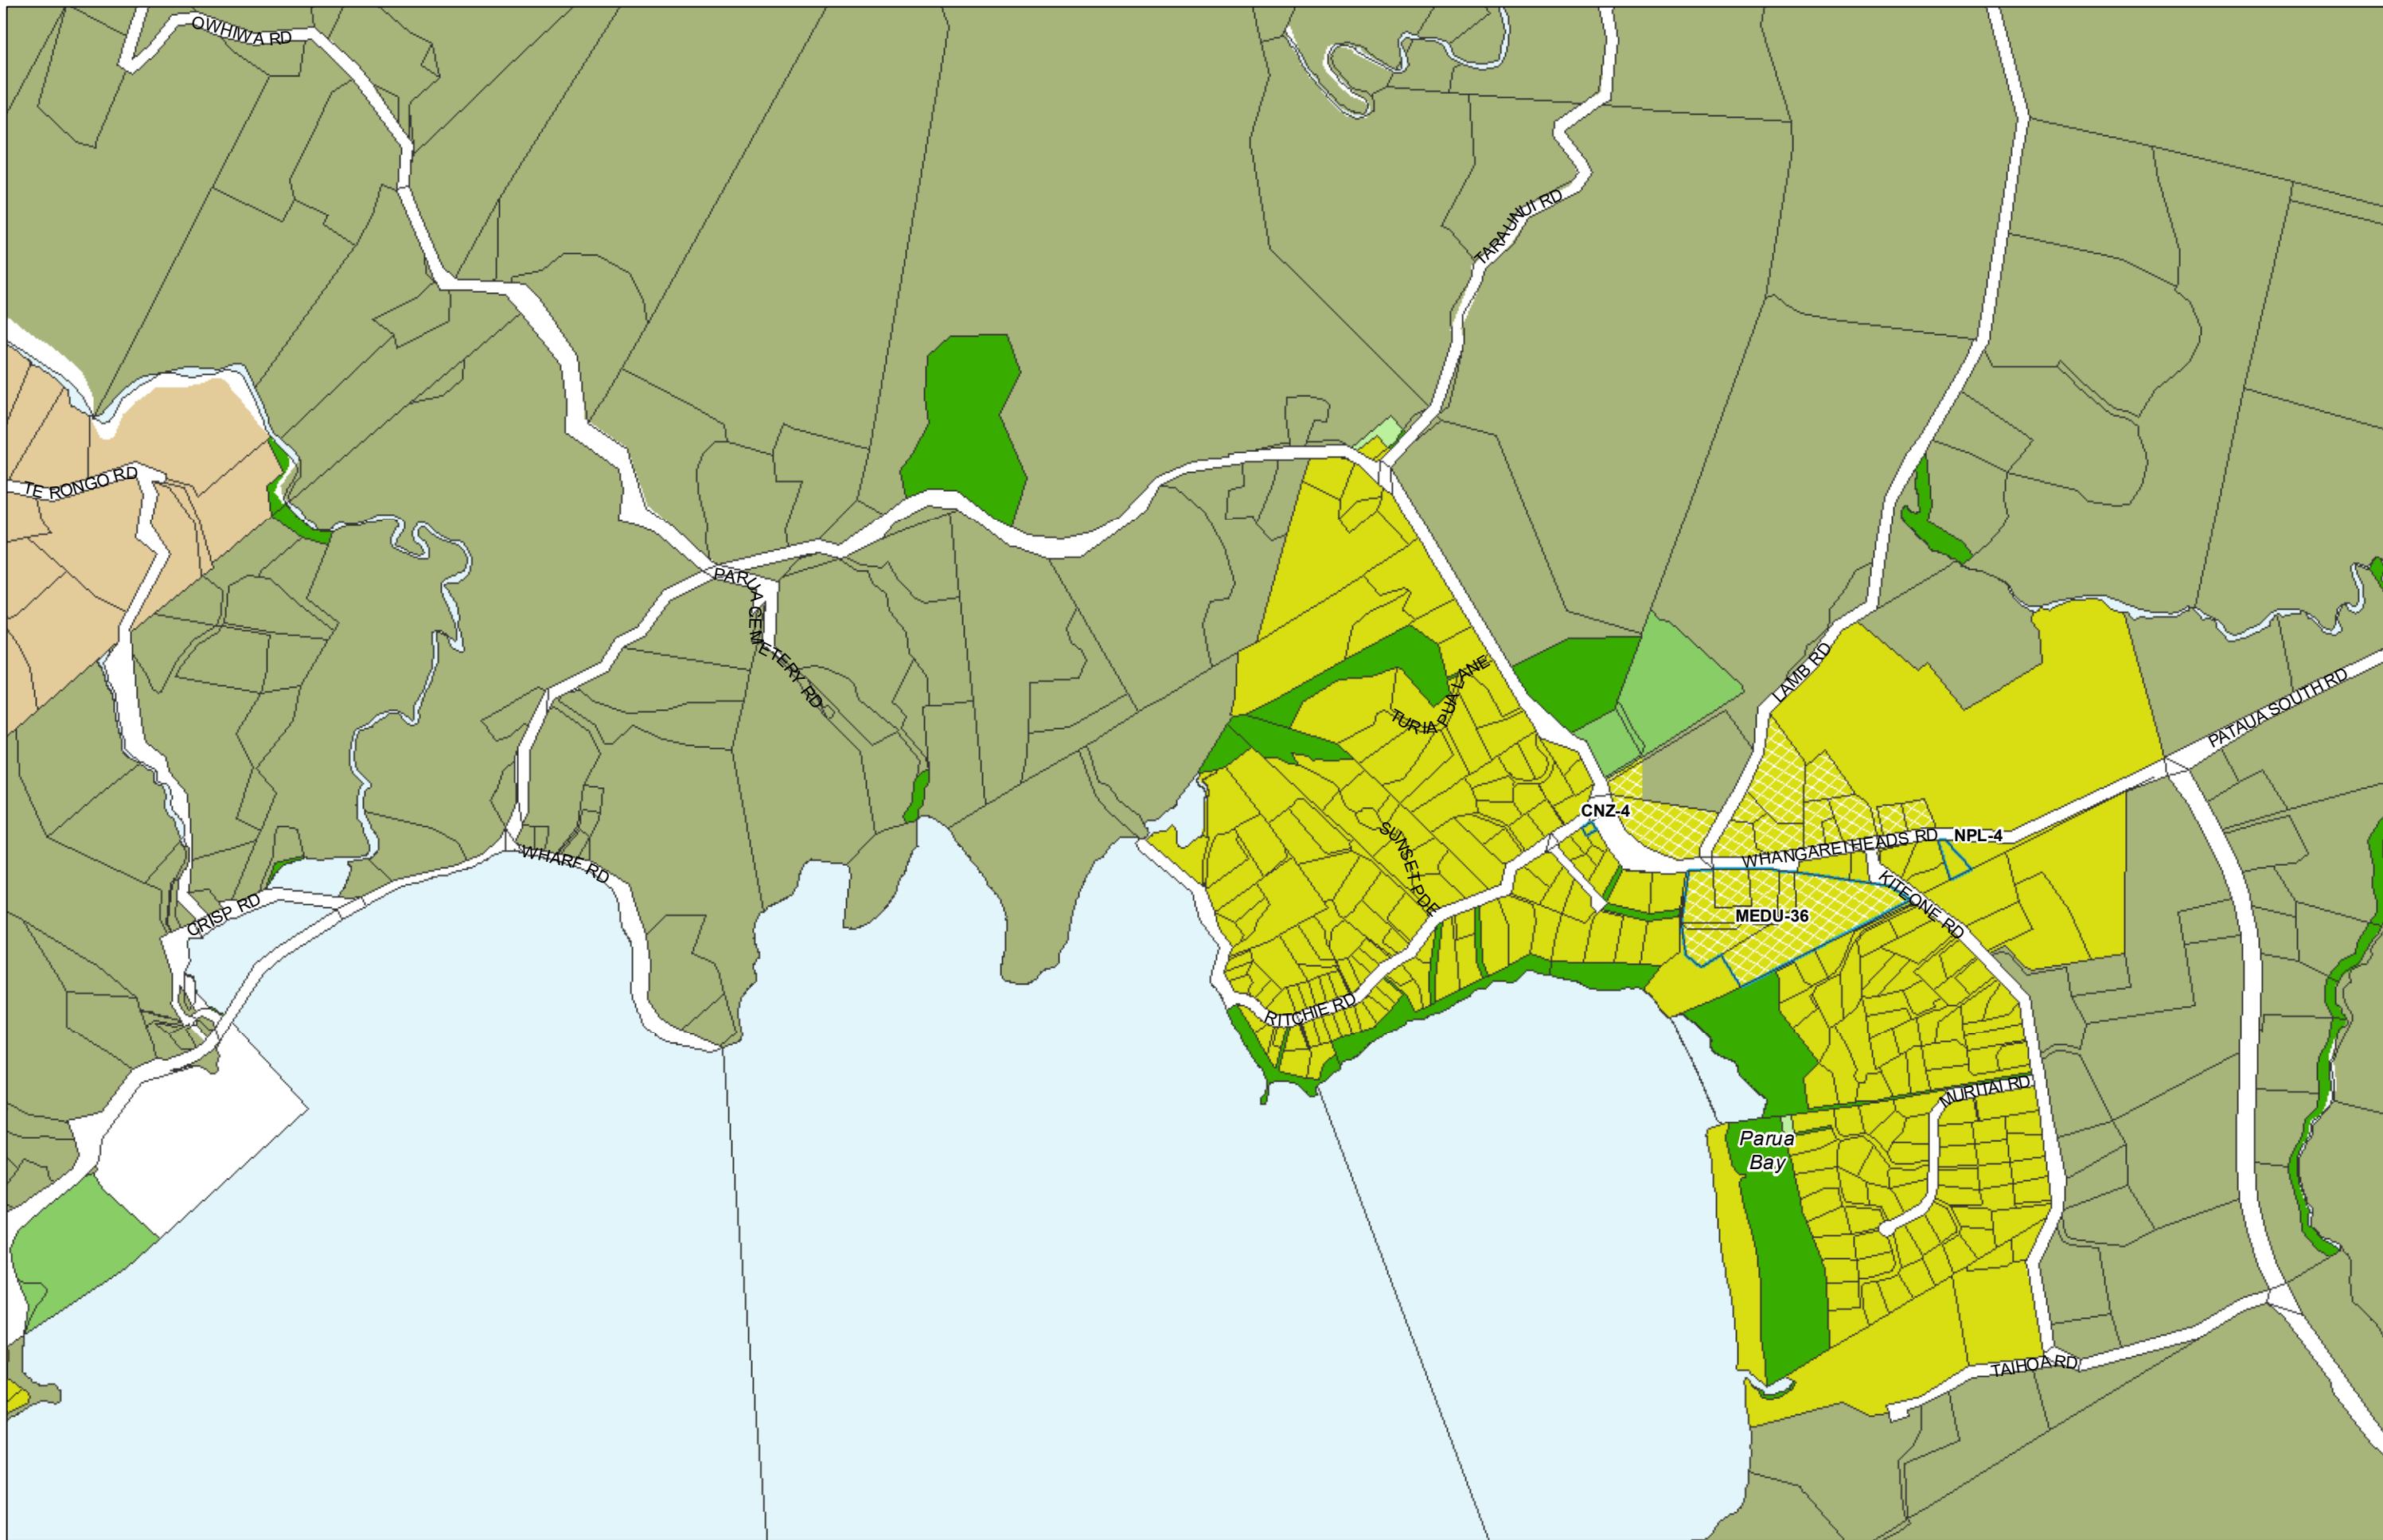 OWHIWA RD
TARAUNUI RD
TE RONGO RD
PARUA CEMETERY RD
TURIA PUA LANE
LAMB RD
PATAUA SOUTH RD
CNZ-4
SUNSET PDE
WHANGAREI HEADS RD
NPL-4
WHARF RD
KITEONE RD
CRISP RD
MEDU-36
RITCHIE RD
MURITAI RD
Parua
Bay
TAIHOA RD